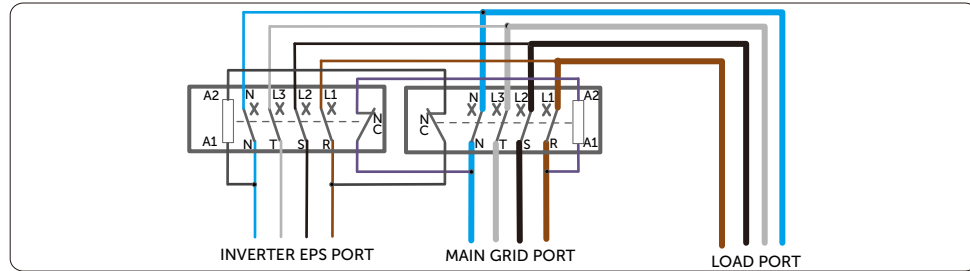 A2 N L3 L2 L1
N C
A1 N T S R
N L3 L2 L1 A2
N C
N T S R A1
INVERTER EPS PORT
MAIN GRID PORT
LOAD PORT